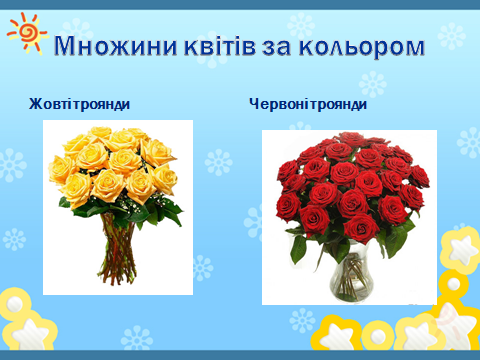 Множини квітів за кольором
Жовтітроянди
Червонітроянди